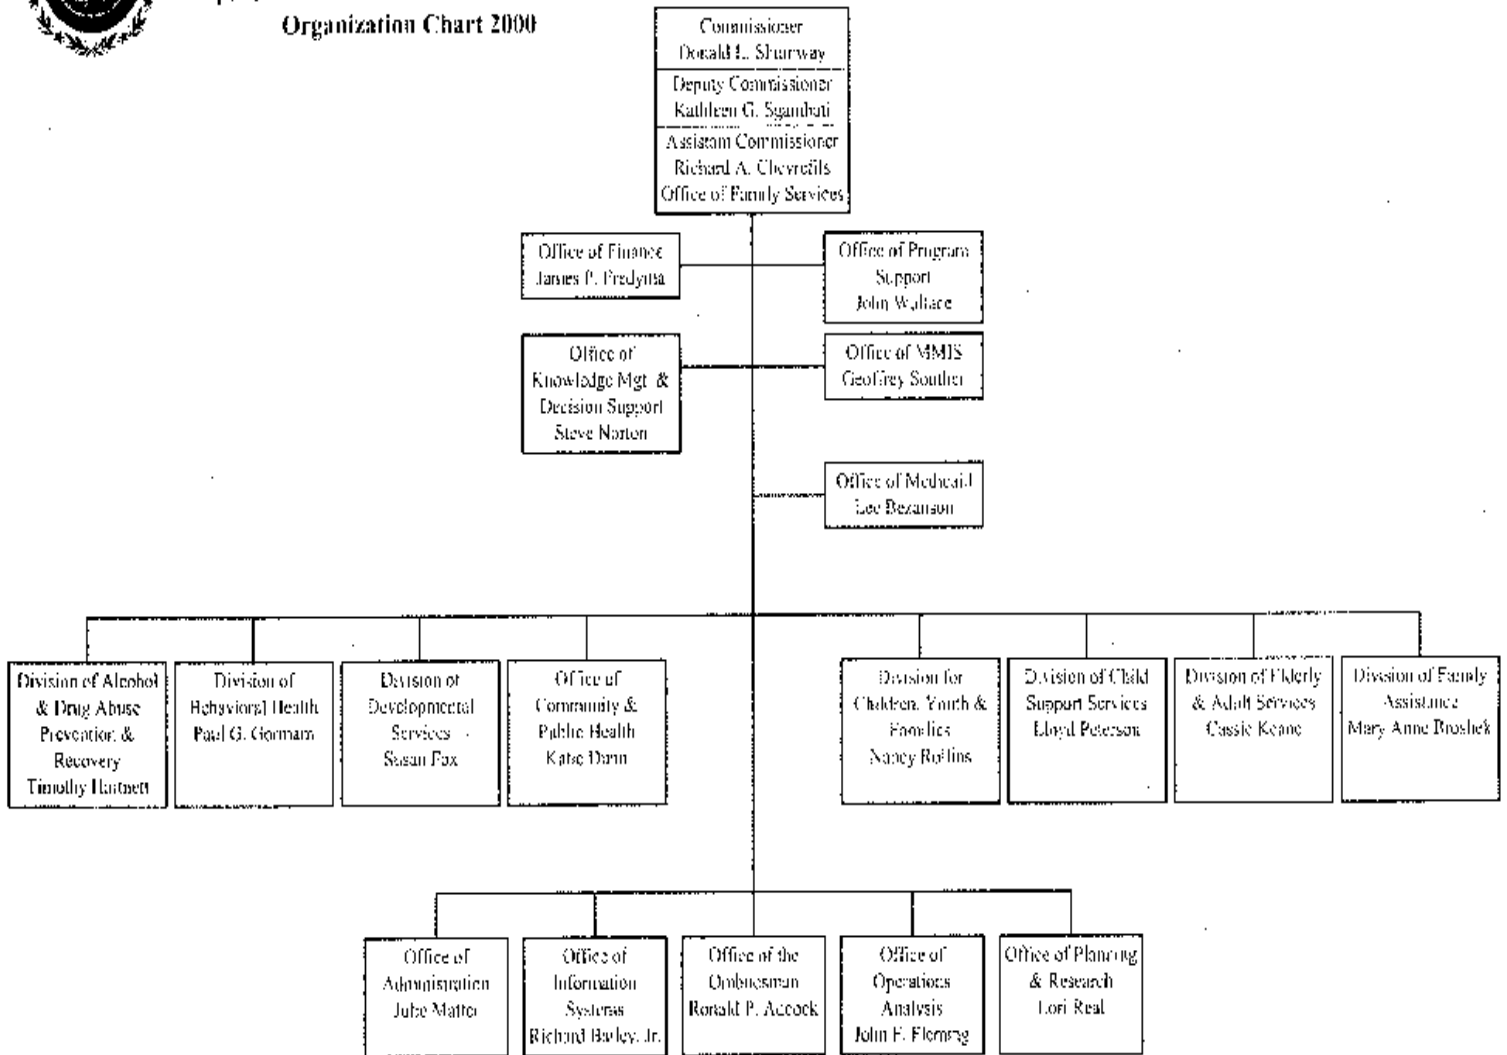 Organization Chart 2000
Commissioner
Donald L. Shumway
Deputy Commissioner
Kathleen G. Sgambati
Assistant Commissioner
Richard A. Chevrefils
Office of Family Services
Office of Finance
James P. Fredyma
Office of Program
Support
John Wallace
Office of
Knowledge Mgt. &
Decision Support
Steve Norton
Office of MMIS
Geoffrey Souther
Office of Medicaid
Lee Bezanson
Division of Alcohol
& Drug Abuse
Prevention &
Recovery
Timothy Hartnett
Division of
Behavioral Health
Paul G. Gorman
Division of
Developmental
Services
Susan Fox
Office of
Community &
Public Health
Katie Dunn
Division for
Children, Youth &
Families
Nancy Rollins
Division of Child
Support Services
Lloyd Peterson
Division of Elderly
& Adult Services
Cassie Keane
Division of Family
Assistance
Mary Anne Broshek
Office of
Administration
Julie
Office of
Information
Systems
Richard Bailey, Jr.
Office of the
Ombudsman
Ronald P. Adcock
Office of
Operations
Analysis
John F. Fleming
Office of Planning
& Research
Lori Real